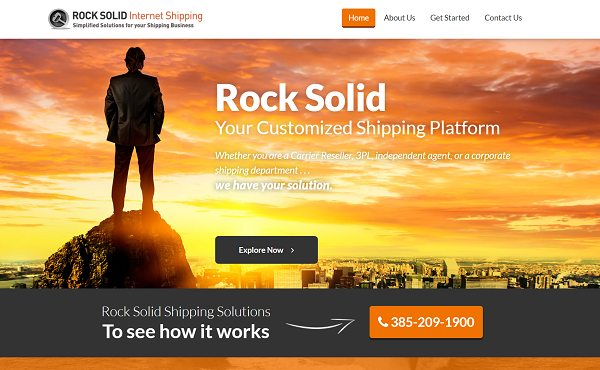 ROCK SOLID Internet Shipping
Simplified Solutions for your Shipping Business
Home About Us Get Started Contact Us
Rock Solid
Your Customized Shipping Platform
Whether you are a Carrier Reseller, 3PL, independent agent, or a corporate
shipping department . . .
we have your solution.
Explore Now
Rock Solid Shipping Solutions
To see how it works
385-209-1900